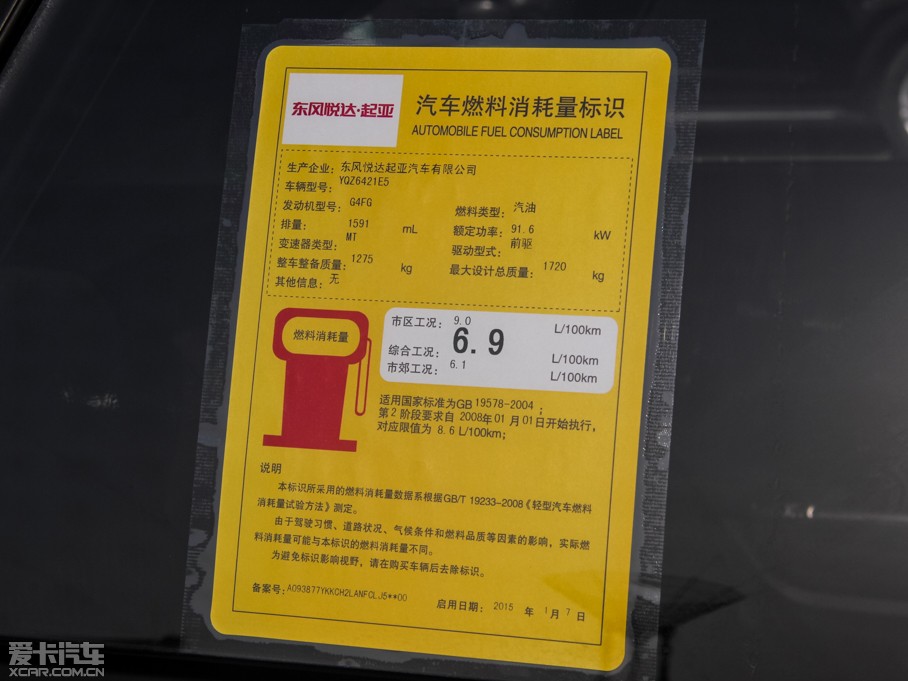 东风悦达·起亚
汽车燃料消耗量标识
AUTOMOBILE FUEL CONSUMPTION LABEL
生产企业：东风悦达起亚汽车有限公司
车辆型号：YQZ6421E5
发动机型号：G4FG 燃料类型：汽油
排量：1591 mL 额定功率：91.6 kW
变速器类型：MT 驱动型式：前驱
整车整备质量：1275 kg 最大设计总质量：1720 kg
其他信息：无
燃料消耗量
市区工况：9.0 L/100km
综合工况：6.9 L/100km
市郊工况：6.1 L/100km
适用国家标准为GB 19578-2004；
第2阶段要求自 2008年01月01日开始执行，
对应限值为 8.6 L/100km；
说明
本标识所采用的燃料消耗量数据系根据GB/T 19233-2008《轻型汽车燃料
消耗量试验方法》测定。
由于驾驶习惯、道路状况、气候条件和燃料品质等因素的影响，实际燃
料消耗量可能与本标识的燃料消耗量不同。
为避免标识影响视野，请在购买车辆后去除标识。
备案号：A093877YKKCH2LANFCLJ5**00
启用日期：2015 年 1月 7 日
爱卡汽车
XCAR.COM.CN